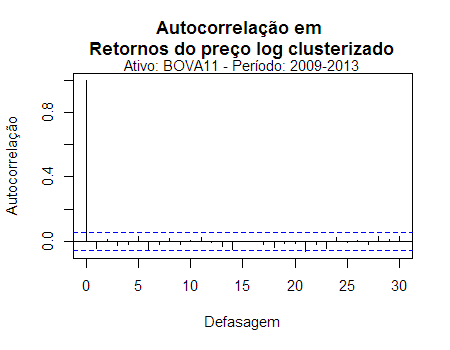 Autocorrelação em
Retornos do preço log clusterizado
Ativo: BOVA11 - Período: 2009-2013
Autocorrelação
0.8
0.4
0.0
0 5 10 15 20 25 30
Defasagem